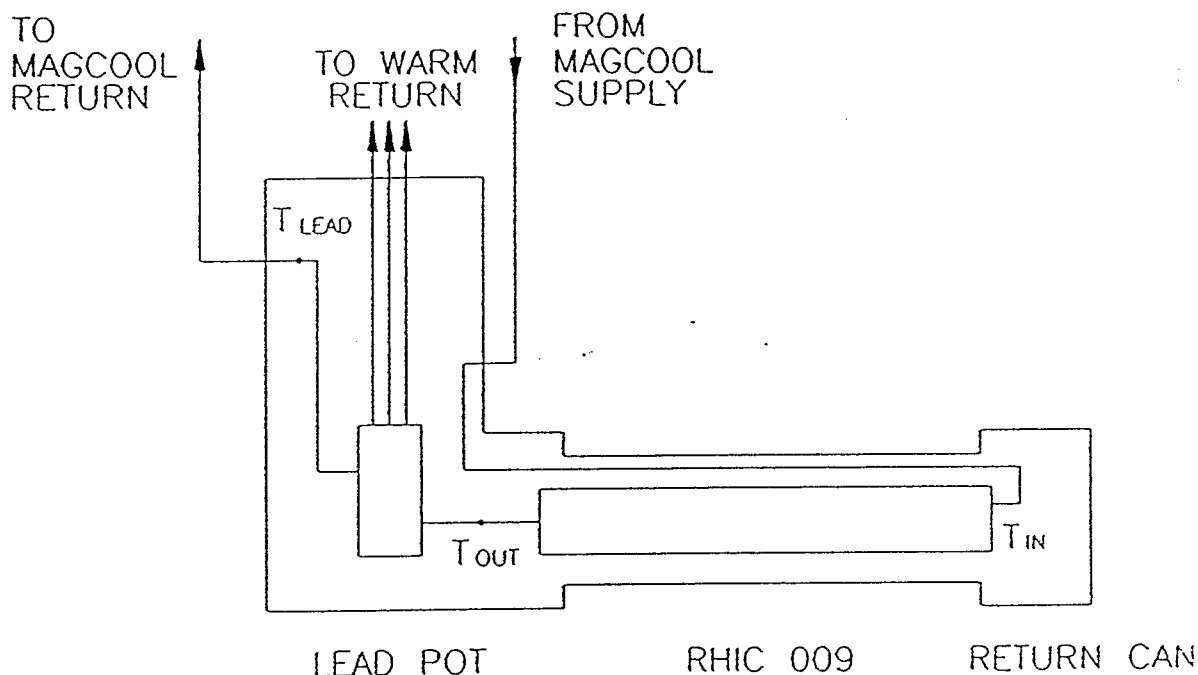 TO
MAGCOOL
RETURN
TO WARM
RETURN
FROM
MAGCOOL
SUPPLY
T LEAD
T OUT
T IN
LEAD POT
RHIC 009
RETURN CAN